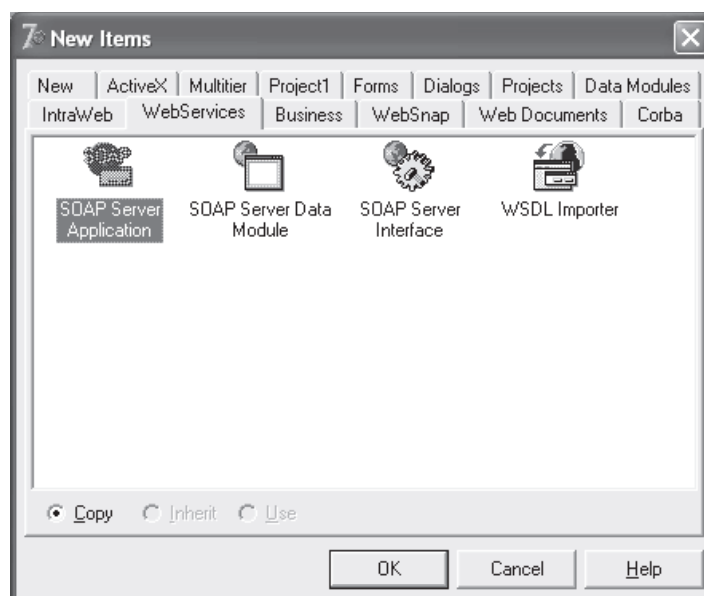 7 New Items
New ActiveX Multitier Project1 Forms Dialogs Projects Data Modules
IntraWeb WebServices Business WebSnap Web Documents Corba
SOAP Server Application
SOAP Server Data Module
SOAP Server Interface
WSDL Importer
Copy Inherit Use
OK Cancel Help